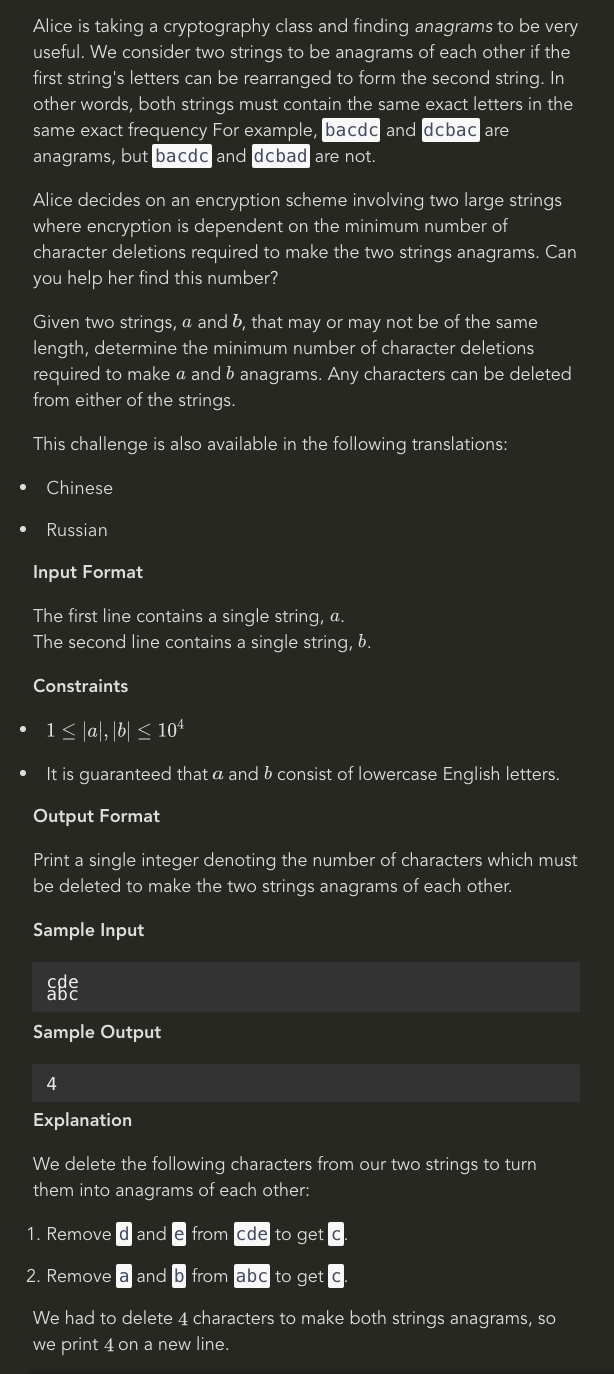 Alice is taking a cryptography class and finding anagrams to be very
useful. We consider two strings to be anagrams of each other if the
first string's letters can be rearranged to form the second string. In
other words, both strings must contain the same exact letters in the
same exact frequency For example, bacdc and dcbac are
anagrams, but bacdc and dcbad are not.
Alice decides on an encryption scheme involving two large strings
where encryption is dependent on the minimum number of
character deletions required to make the two strings anagrams. Can
you help her find this number?
Given two strings, a and b, that may or may not be of the same
length, determine the minimum number of character deletions
required to make a and b anagrams. Any characters can be deleted
from either of the strings.
This challenge is also available in the following translations:
• Chinese
• Russian
Input Format
The first line contains a single string, a.
The second line contains a single string, b.
Constraints
• 1 ≤ |a|, |b| ≤ 10⁴
• It is guaranteed that a and b consist of lowercase English letters.
Output Format
Print a single integer denoting the number of characters which must
be deleted to make the two strings anagrams of each other.
Sample Input
cde
abc
Sample Output
4
Explanation
We delete the following characters from our two strings to turn
them into anagrams of each other:
1. Remove d and e from cde to get c.
2. Remove a and b from abc to get c.
We had to delete 4 characters to make both strings anagrams, so
we print 4 on a new line.